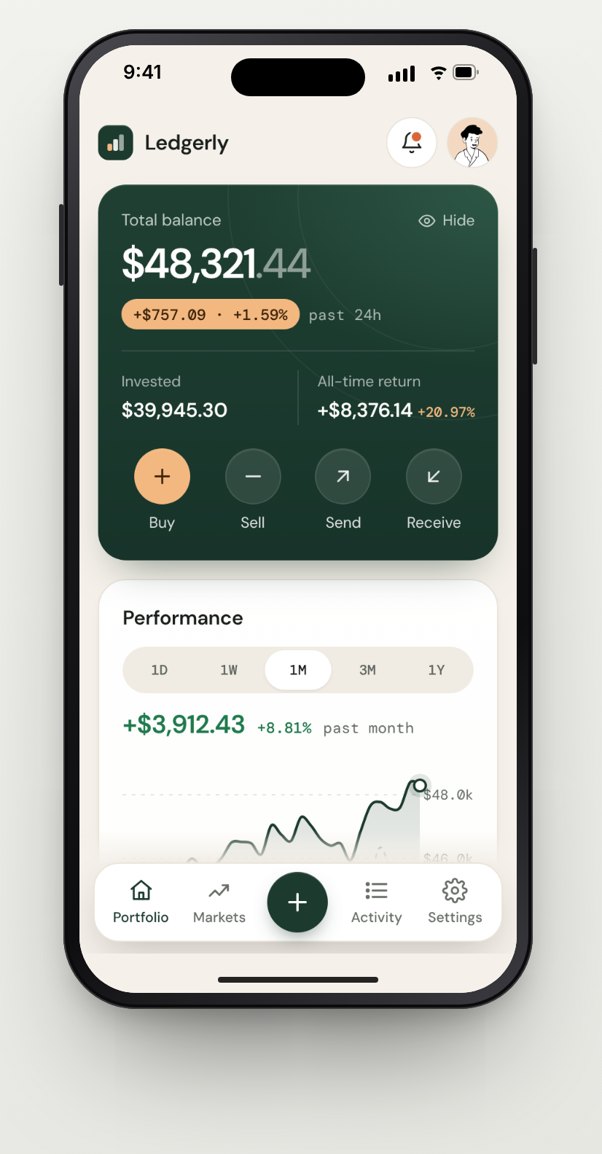 9:41
Ledgerly
Total balance
Hide
$48,321.44
+$757.09 · +1.59% past 24h
Invested
All-time return
$39,945.30
+$8,376.14 +20.97%
Buy
Sell
Send
Receive
Performance
1D 1W 1M 3M 1Y
+$3,912.43 +8.81% past month
$48.0k
$46.0k
Portfolio
Markets
Activity
Settings